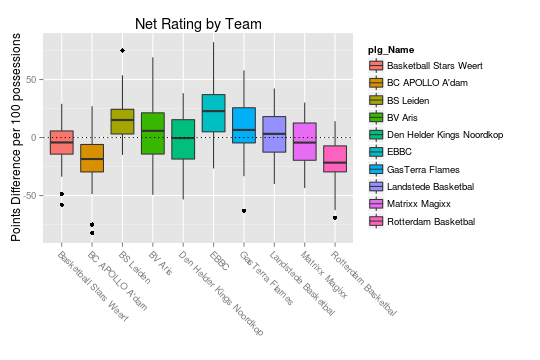 Net Rating by Team
Points Difference per 100 possessions
50
0
-50
Basketball Stars Weert
BC APOLLO A'dam
BS Leiden
BV Aris
Den Helder Kings Noordkop
EBBC
GasTerra Flames
Landstede Basketbal
Matrixx Magixx
Rotterdam Basketbal
plg_Name
Basketball Stars Weert
BC APOLLO A'dam
BS Leiden
BV Aris
Den Helder Kings Noordkop
EBBC
GasTerra Flames
Landstede Basketbal
Matrixx Magixx
Rotterdam Basketbal